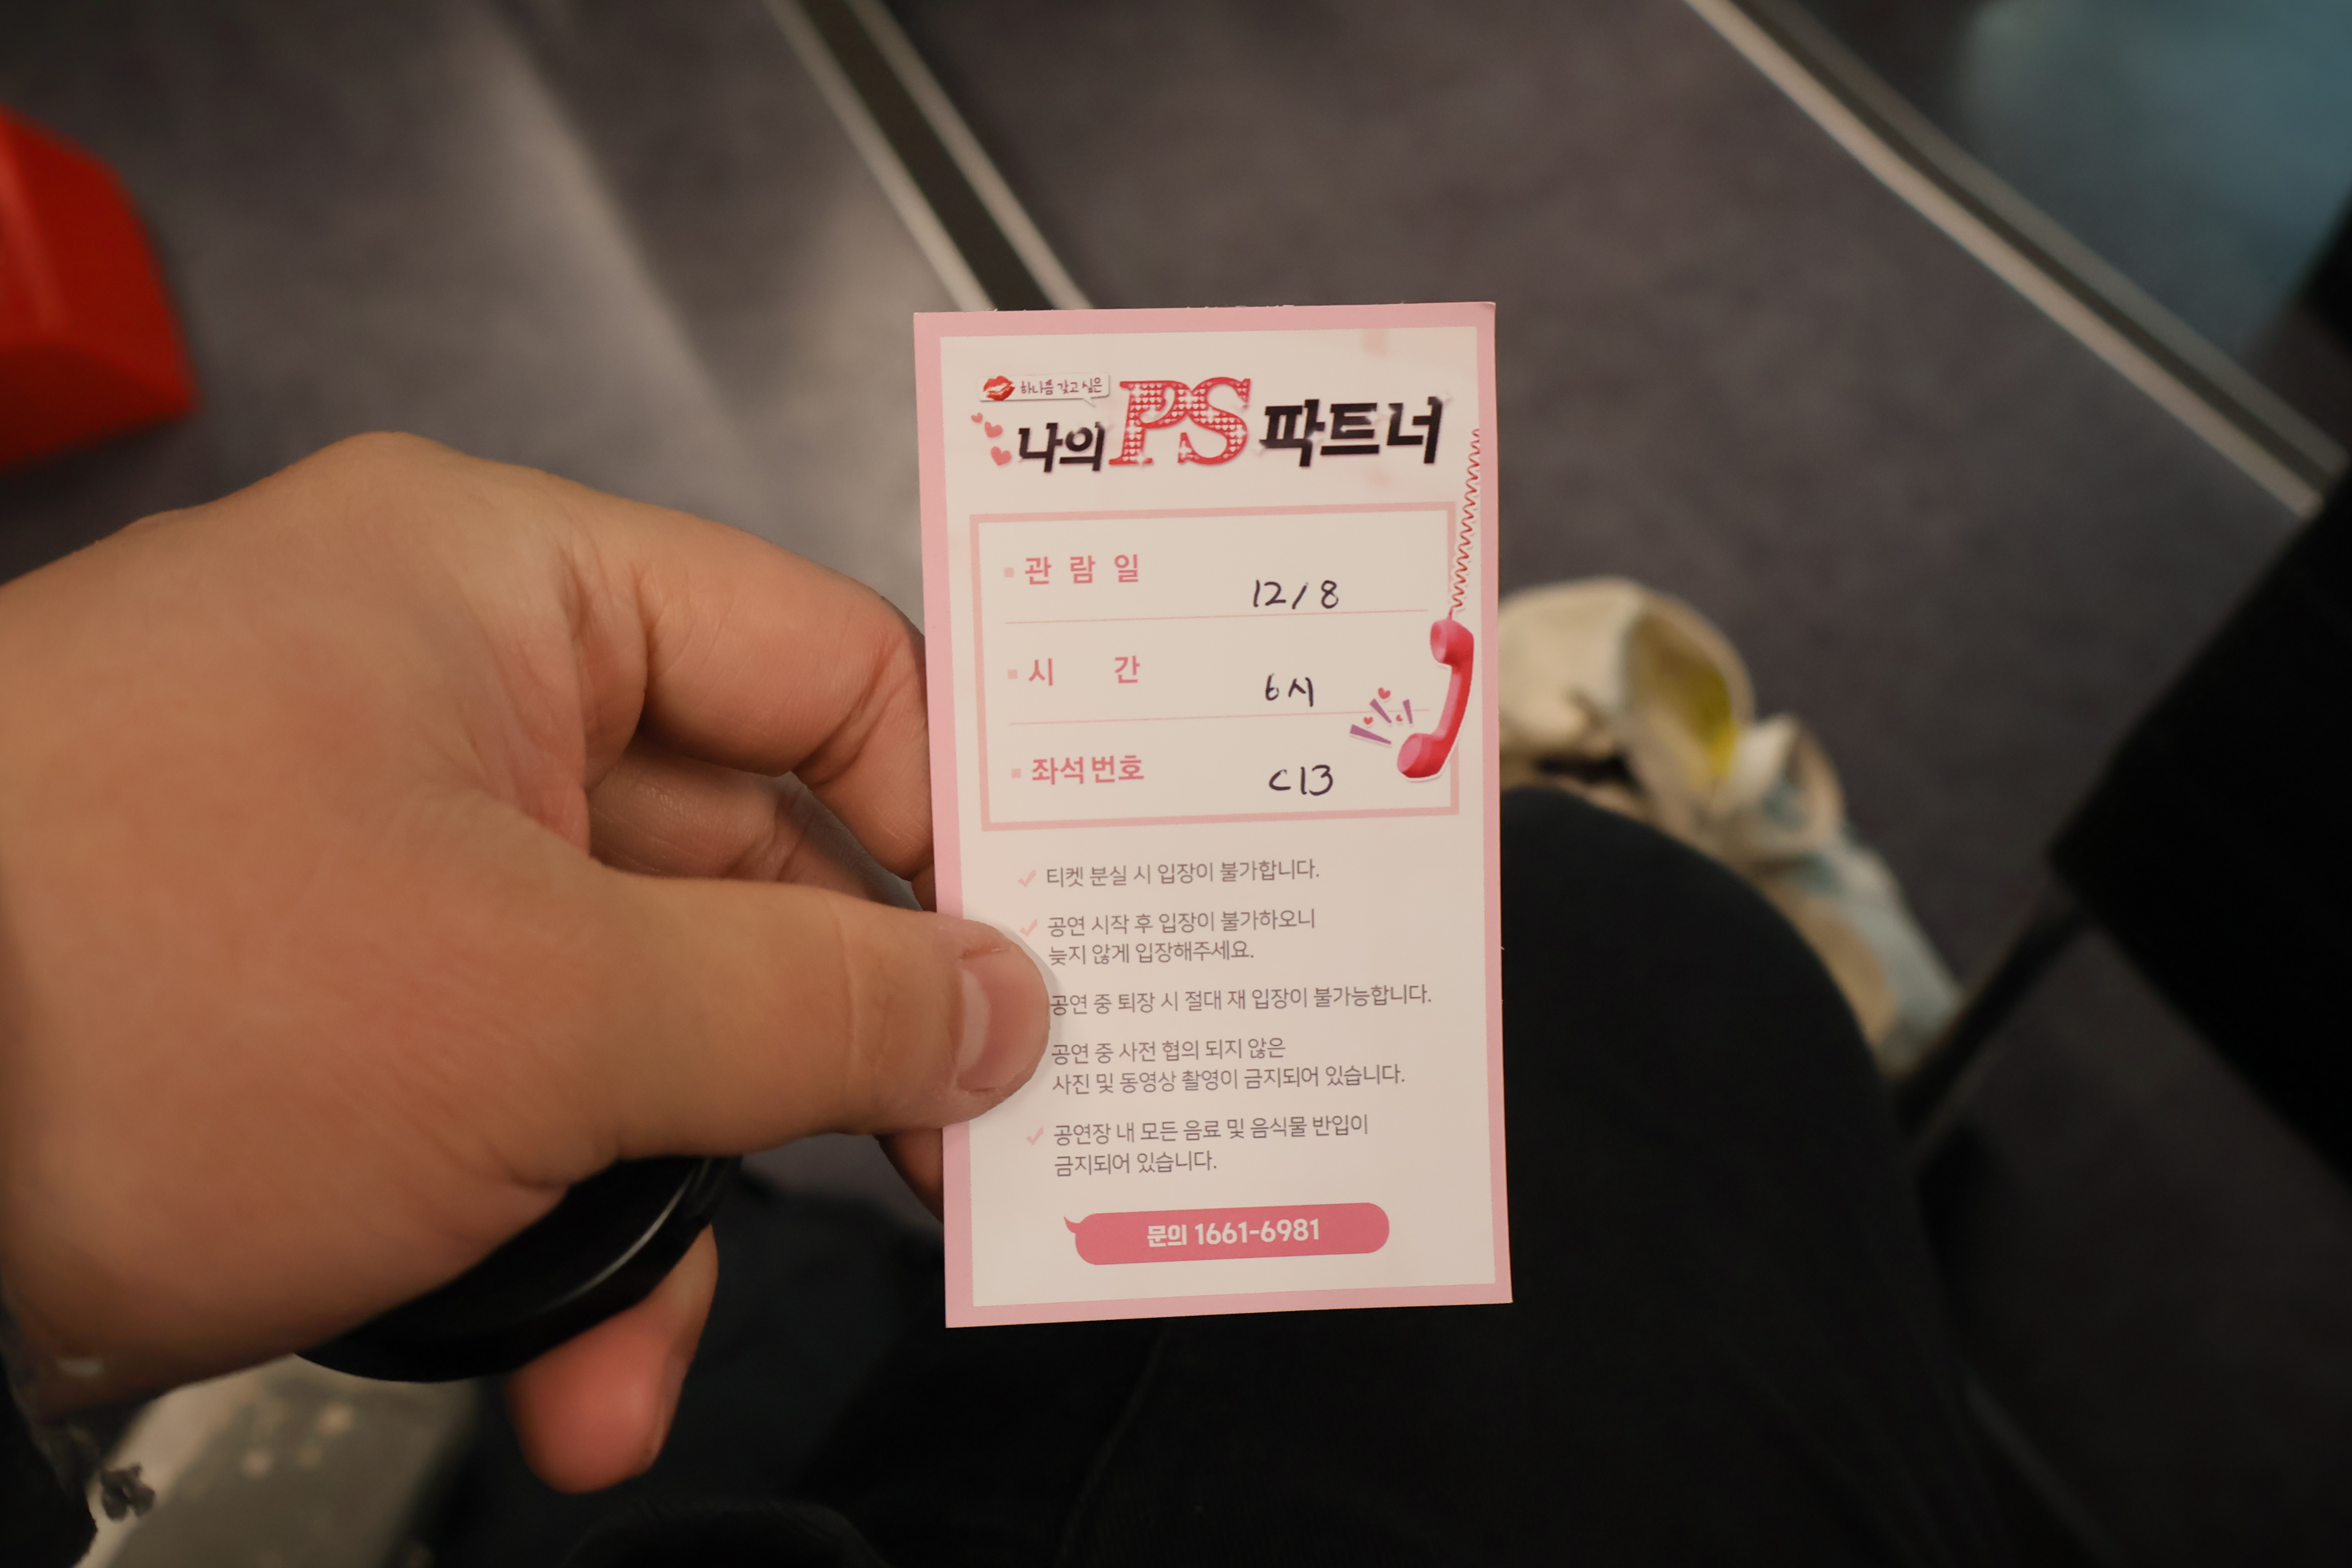 하나쯤 갖고 싶은
나의 PS 파트너
관람일 12/8
시간 6시
좌석번호 C13
티켓 분실 시 입장이 불가합니다.
공연 시작 후 입장이 불가하오니
늦지 않게 입장해주세요.
공연 중 퇴장 시 절대 재 입장이 불가능합니다.
공연 중 사전 협의 되지 않은
사진 및 동영상 촬영이 금지되어 있습니다.
공연장 내 모든 음료 및 음식물 반입이
금지되어 있습니다.
문의 1661-6981